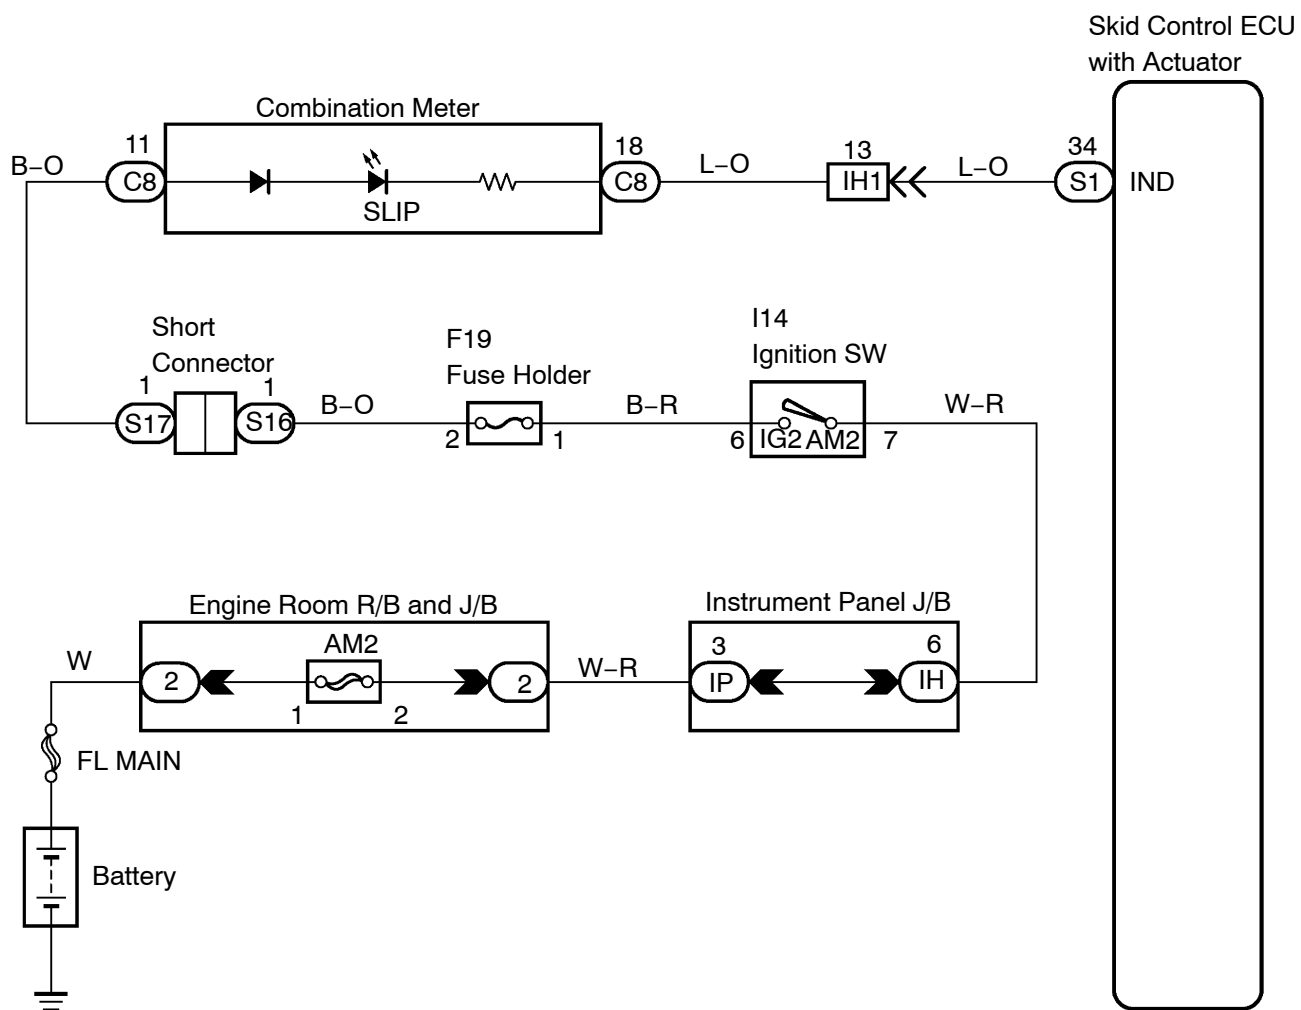 Skid Control ECU
with Actuator
Combination Meter
11
18
13
34
B–O
C8
C8
L–O
IH1
L–O
S1
IND
SLIP
Short
Connector
F19
Fuse Holder
I14
Ignition SW
1
1
S17
S16
B–O
B–R
W–R
2
1
6
IG2
AM2
7
Engine Room R/B and J/B
Instrument Panel J/B
W
AM2
3
6
2
2
W–R
IP
IH
1
2
FL MAIN
Battery